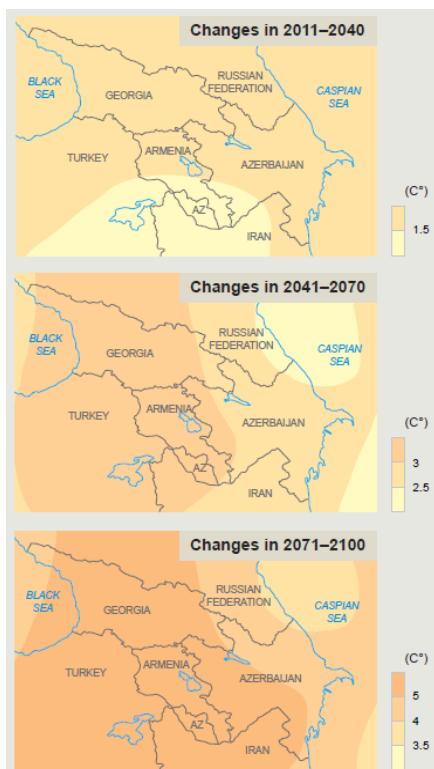 Changes in 2011–2040
BLACK
SEA
GEORGIA
RUSSIAN
FEDERATION
CASPIAN
SEA
TURKEY
ARMENIA
AZERBAIJAN
AZ
IRAN
(C°)
1.5
Changes in 2041–2070
BLACK
SEA
GEORGIA
RUSSIAN
FEDERATION
CASPIAN
SEA
TURKEY
ARMENIA
AZERBAIJAN
AZ
IRAN
(C°)
3
2.5
Changes in 2071–2100
BLACK
SEA
GEORGIA
RUSSIAN
FEDERATION
CASPIAN
SEA
TURKEY
ARMENIA
AZERBAIJAN
AZ
IRAN
(C°)
5
4
3.5